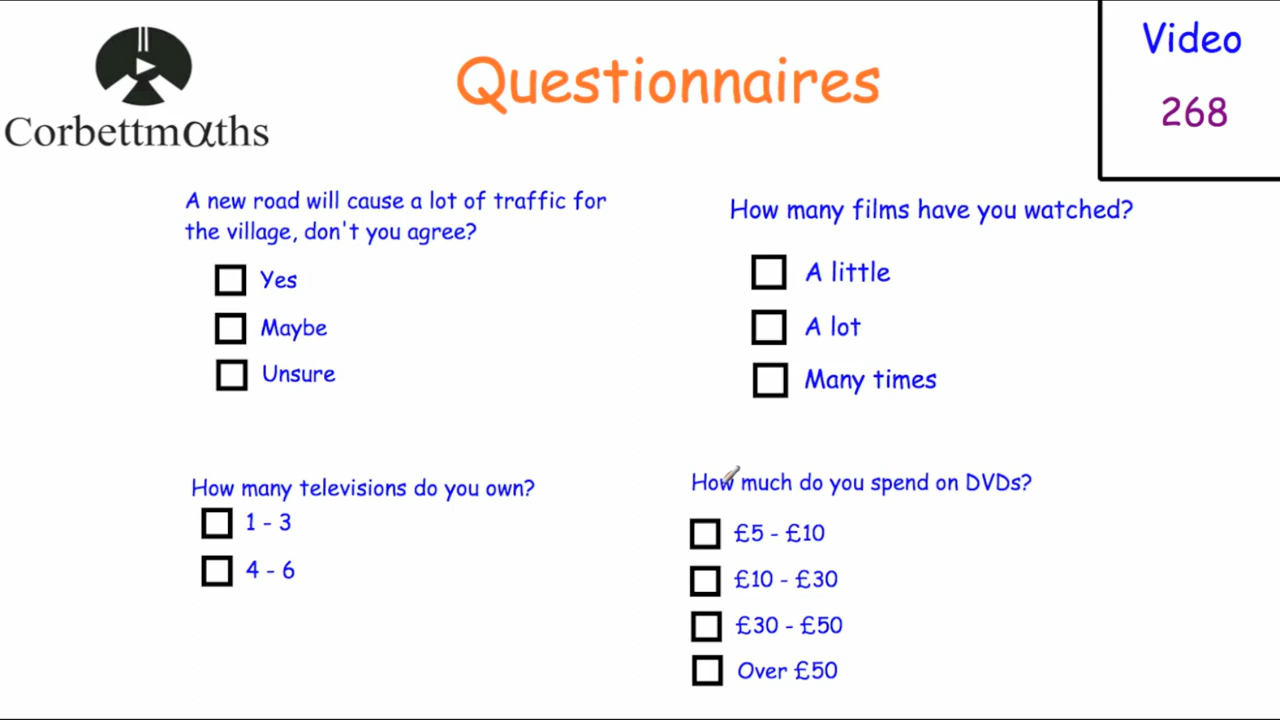 Corbettmαths
Questionnaires
Video
268
A new road will cause a lot of traffic for
the village, don't you agree?
Yes
Maybe
Unsure
How many films have you watched?
A little
A lot
Many times
How many televisions do you own?
1 - 3
4 - 6
How much do you spend on DVDs?
£5 - £10
£10 - £30
£30 - £50
Over £50